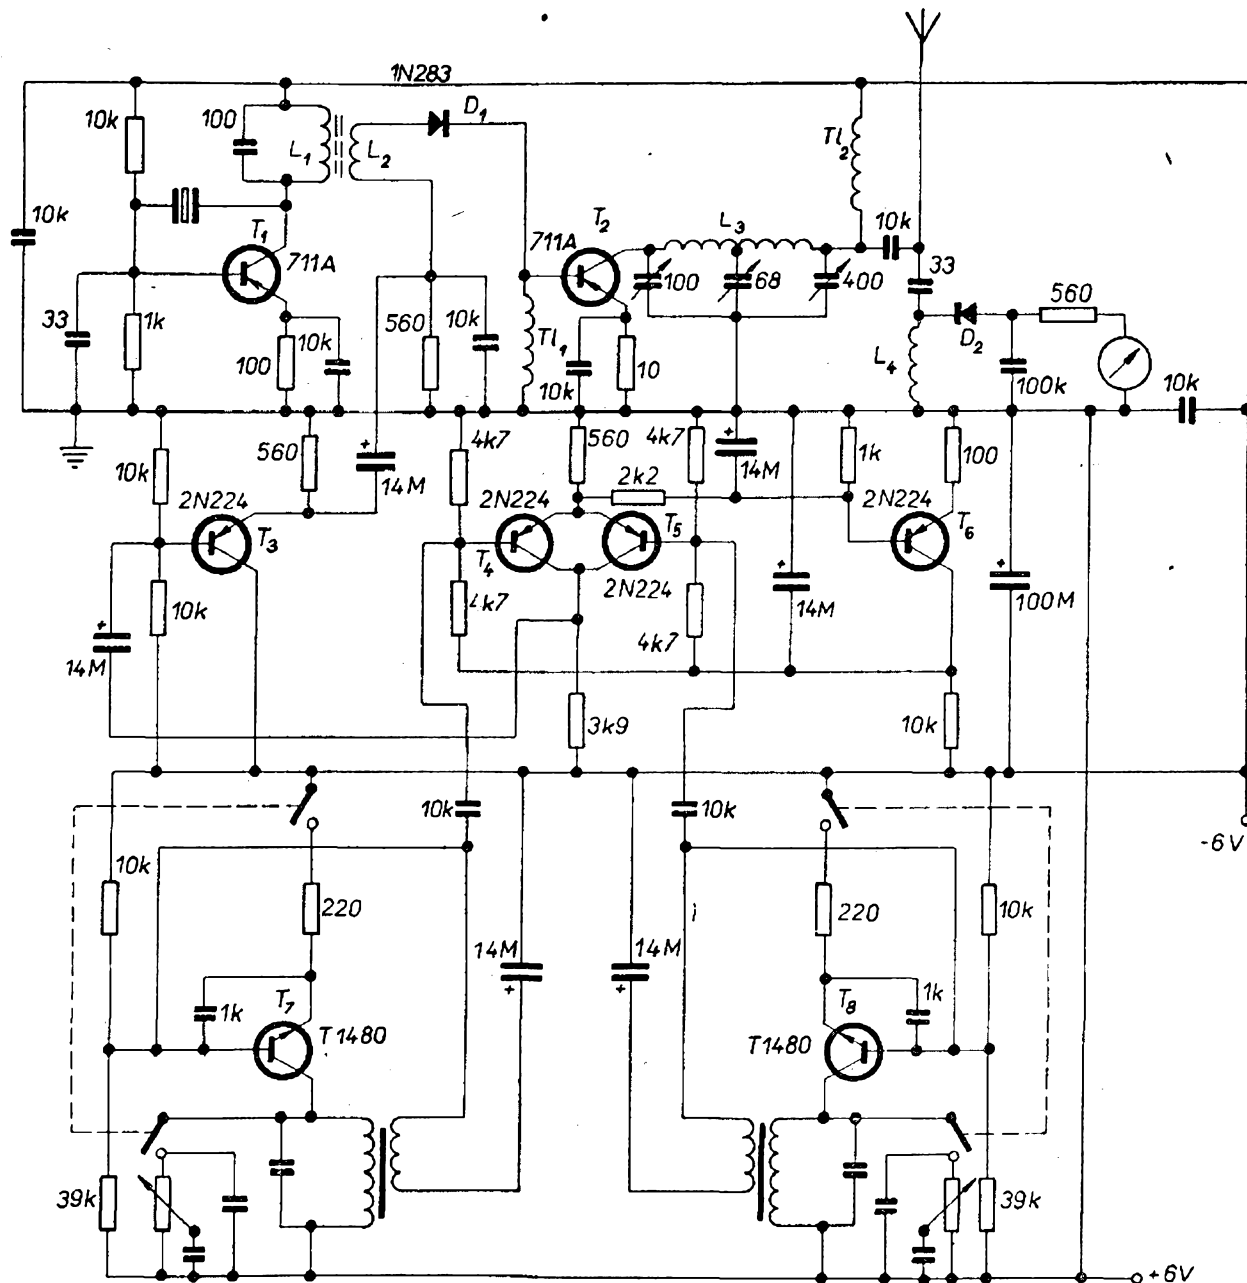 1N283
10k
100
L1
L2
D1
Tl2
10k
10k
T1
711A
T2
711A
L3
100
68
400
33
33
1k
100
10k
560
10k
Tl1
10k
10
L4
D2
560
100k
10k
10k
560
14M
4k7
560
4k7
2k2
14M
1k
100
2N224
T3
2N224
T4
T5
2N224
2N224
T6
10k
14M
4k7
4k7
14M
100M
3k9
10k
10k
10k
-6V
10k
220
220
10k
14M
14M
1k
T7
T1480
T8
T1480
1k
39k
39k
+6V